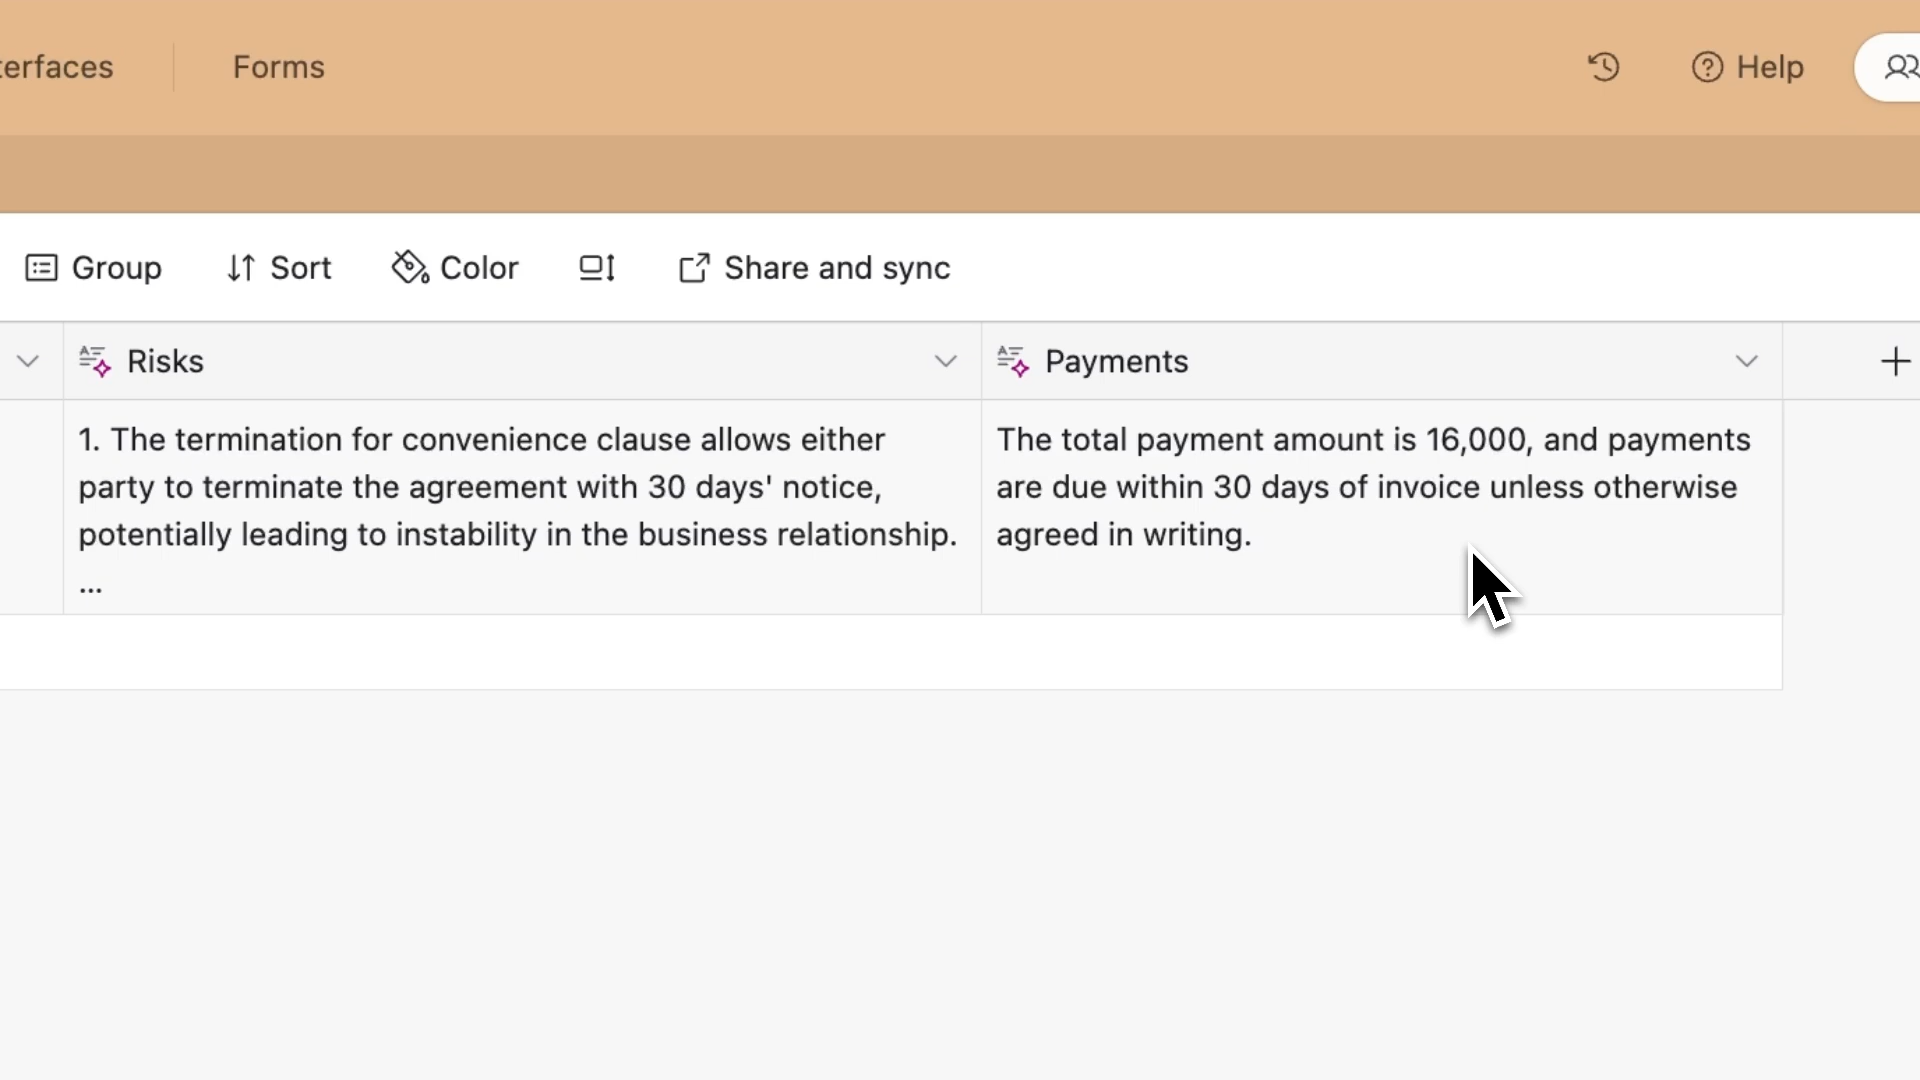 terfaces
Forms
Help
Group
Sort
Color
Share and sync
Risks
Payments
1. The termination for convenience clause allows either
party to terminate the agreement with 30 days' notice,
potentially leading to instability in the business relationship.
...
The total payment amount is 16,000, and payments
are due within 30 days of invoice unless otherwise
agreed in writing.